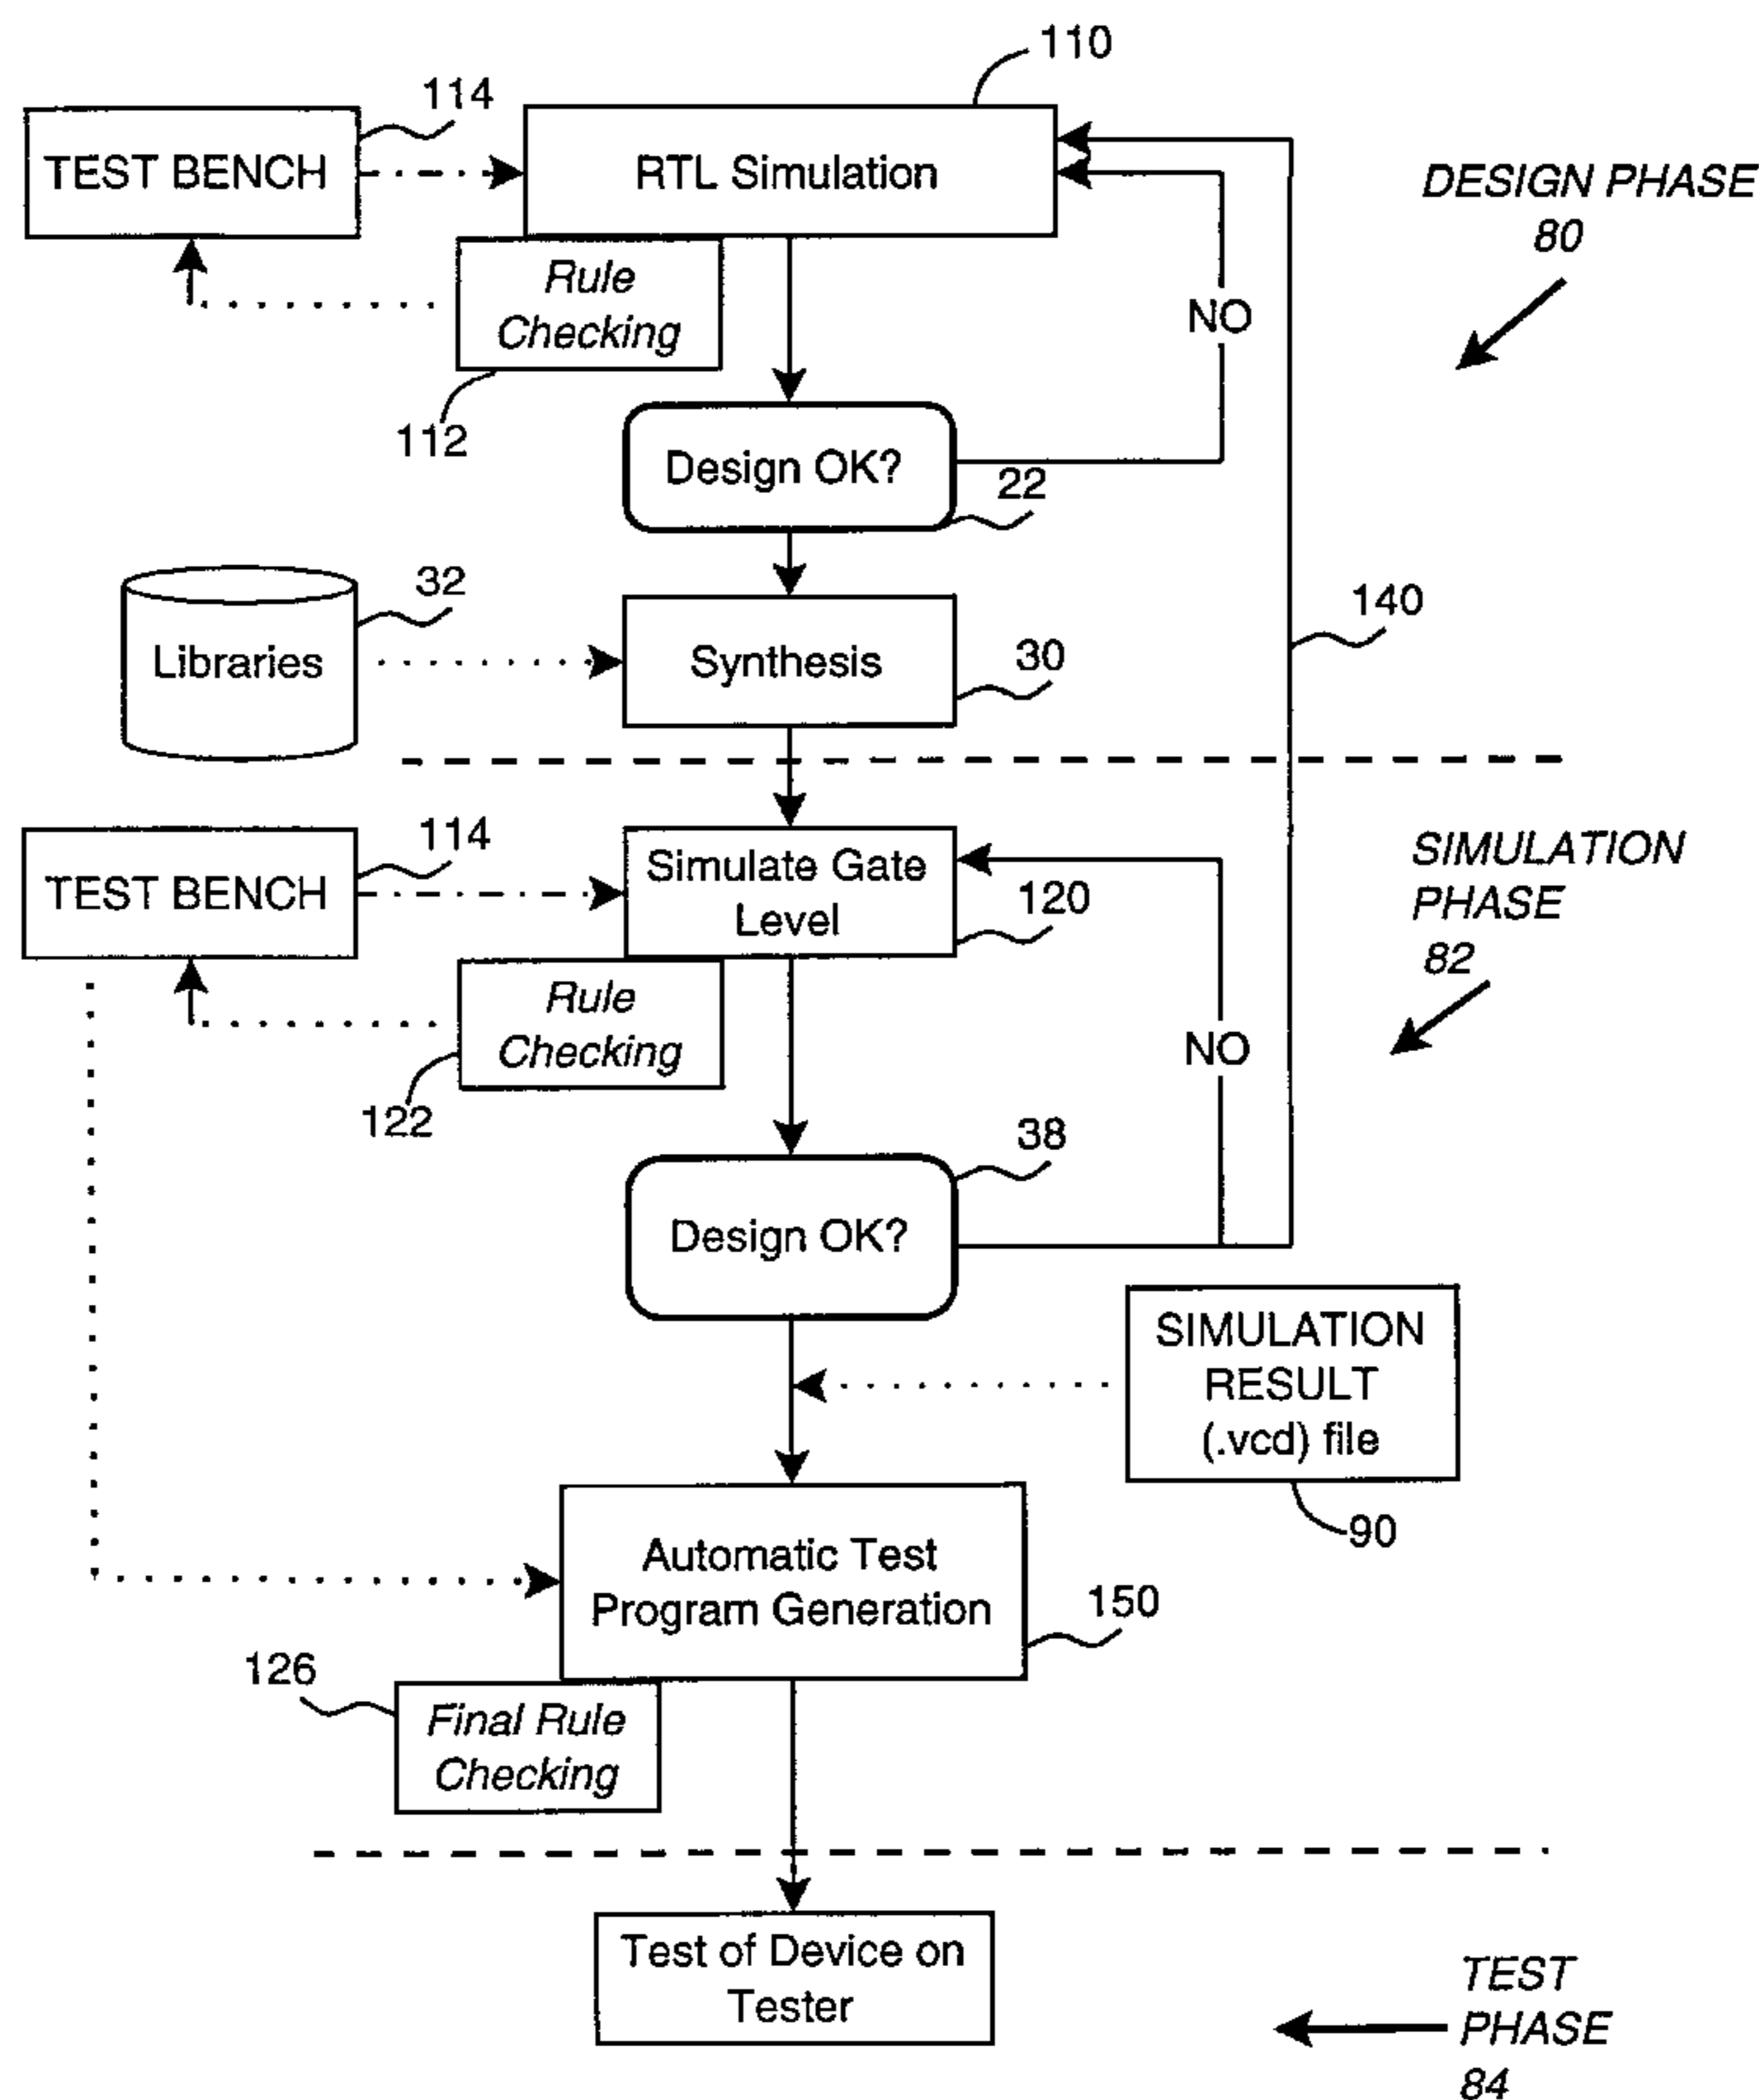 110
114
TEST BENCH
RTL Simulation
DESIGN PHASE
80
Rule
Checking
NO
112
Design OK?
22
32
Libraries
Synthesis
30
140
114
TEST BENCH
Simulate Gate
Level
120
SIMULATION
PHASE
82
Rule
Checking
NO
122
38
Design OK?
SIMULATION
RESULT
(.vcd) file
90
Automatic Test
Program Generation
150
126
Final Rule
Checking
Test of Device on
Tester
TEST
PHASE
84